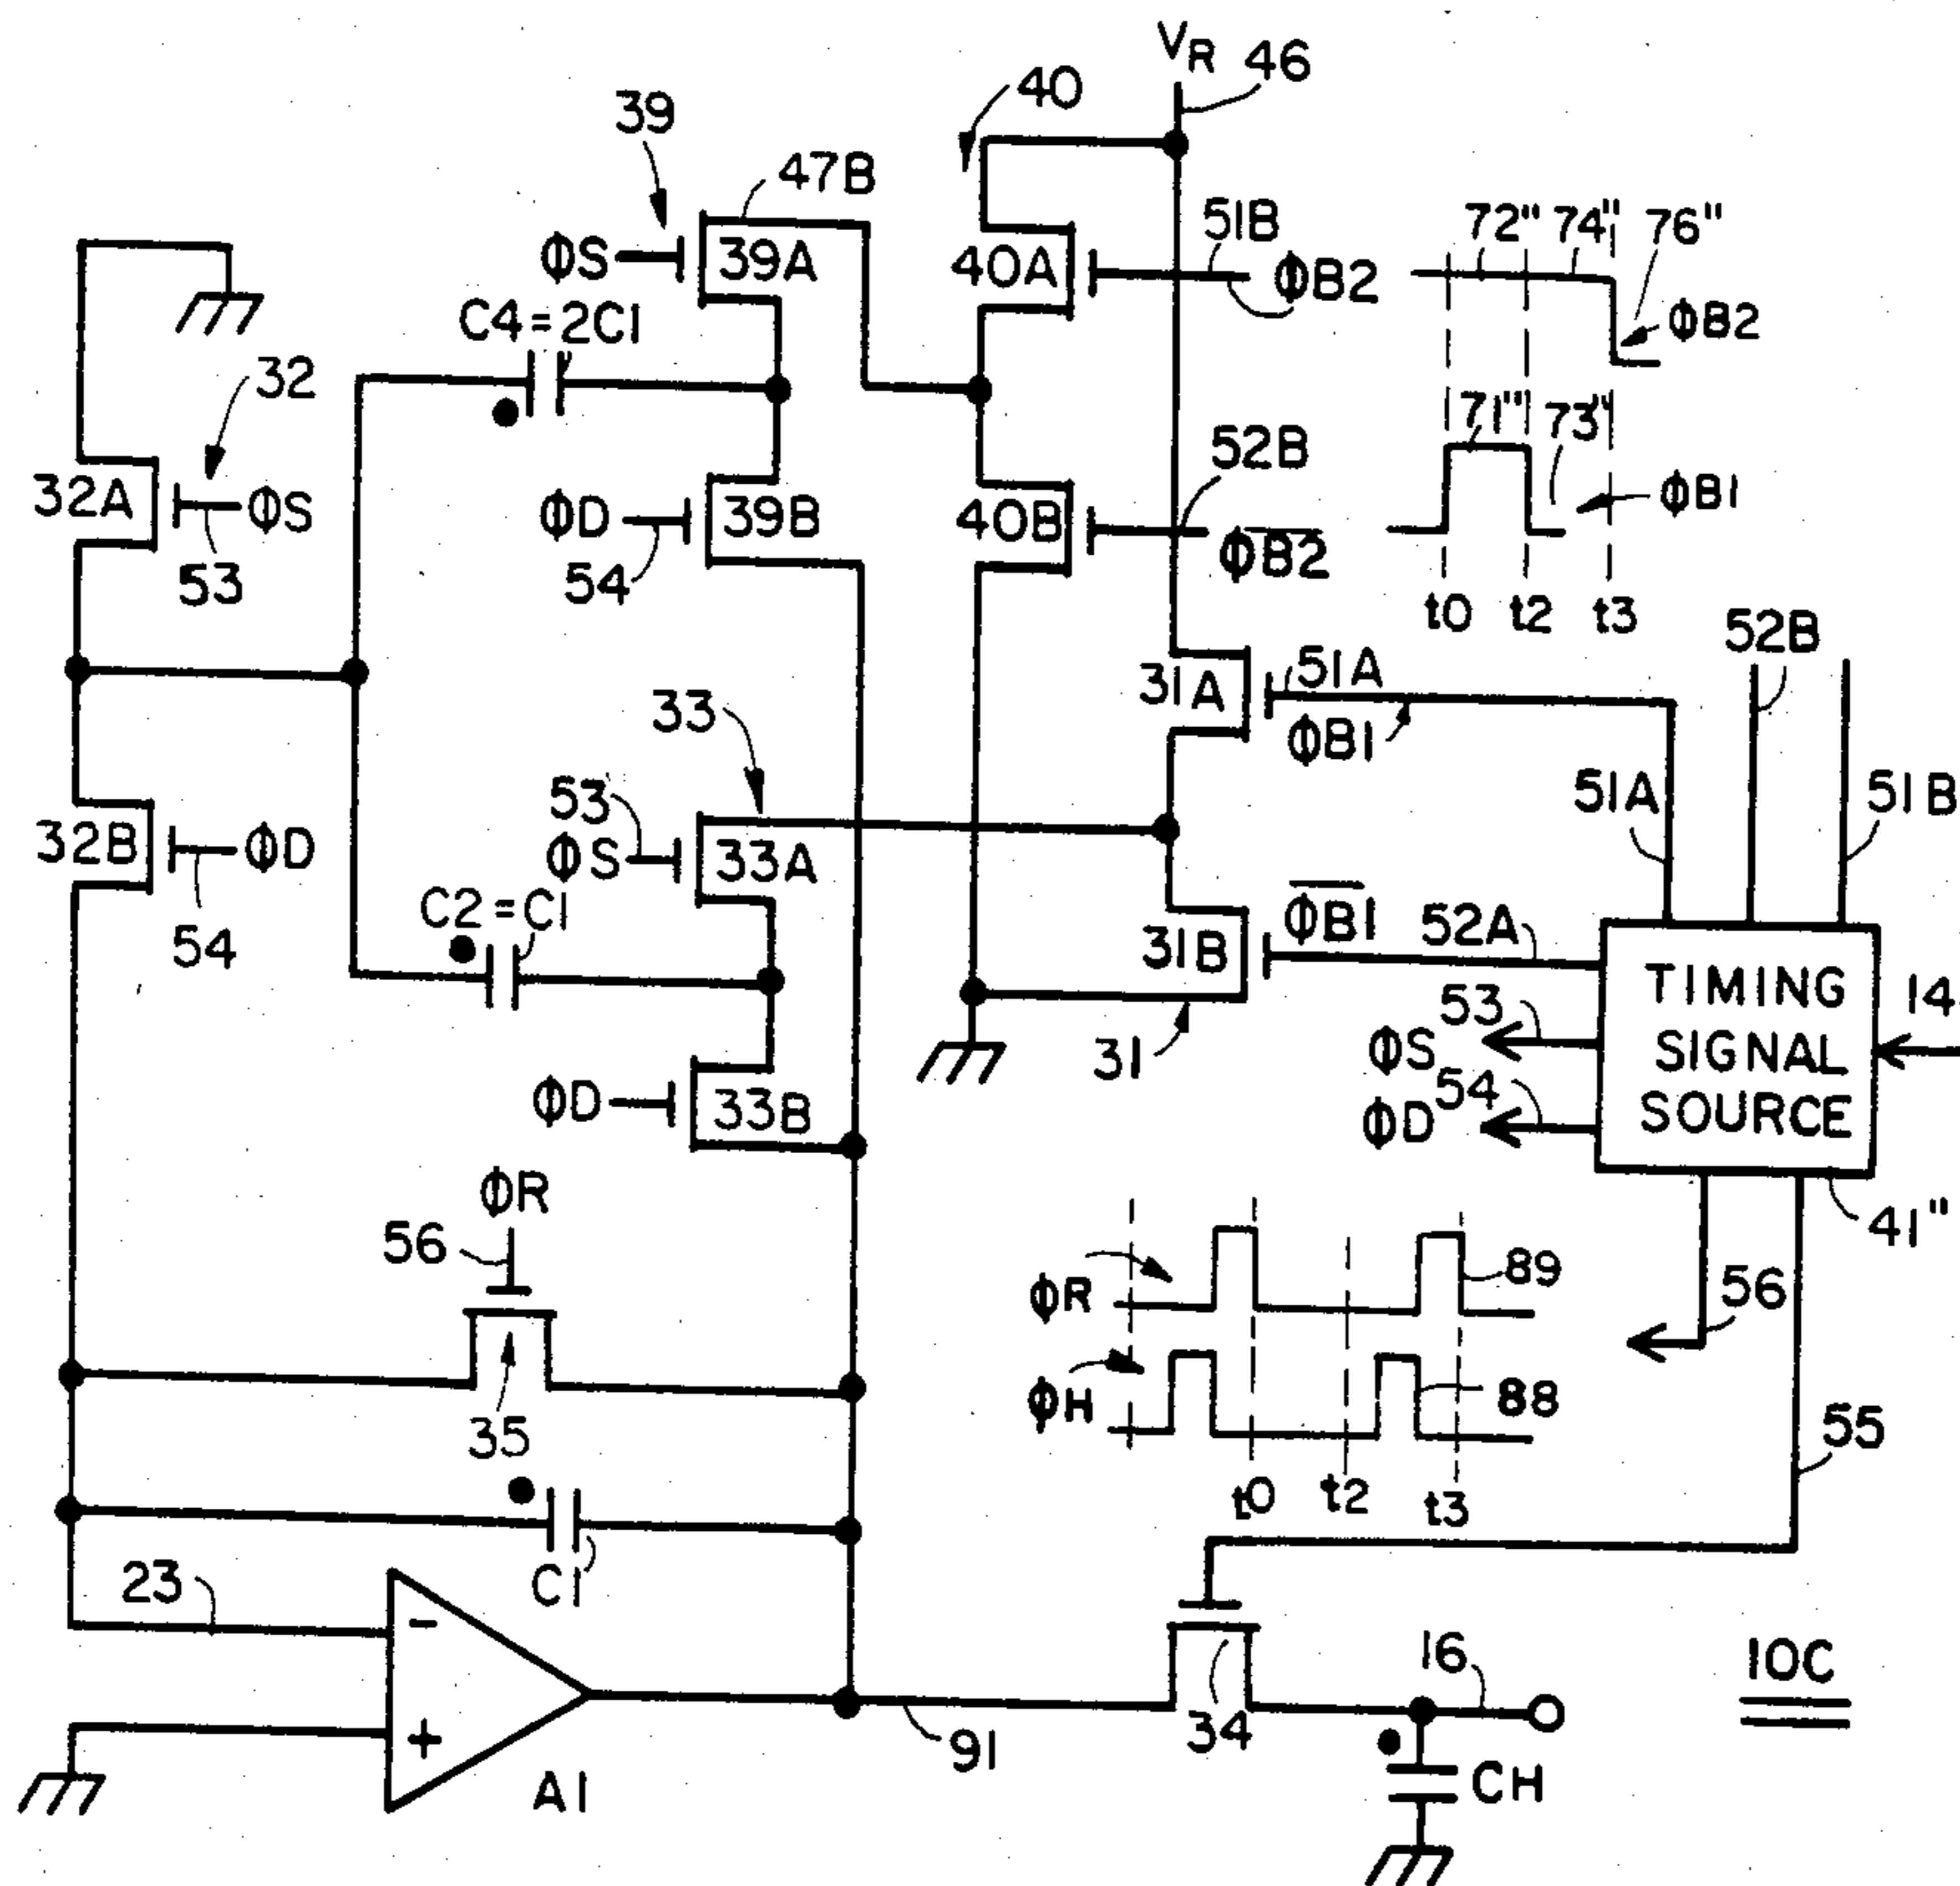 VR 46
40
39
47B
51B
72" 74" 76"
ΦS 39A
40A
ΦB2
ΦB2
C4=2C1
32
71" 73"
52B
ΦB1
32A ΦS
53
ΦD 39B
54
40B
Φ̅B̅2̅
t0 t2 t3
52B
33
31A 51A
ΦB1
51A
51B
53
32B ΦD
54
ΦS 33A
C2=C1
Φ̅B̅1̅
31B
52A
TIMING
SIGNAL
SOURCE
14
53
ΦS
54
ΦD
31
ΦD 33B
41"
ΦR
56
35
ΦR
89
56
ΦH
88
55
t0 t2 t3
23
C1
-
+
A1
91
34
16
CH
10C